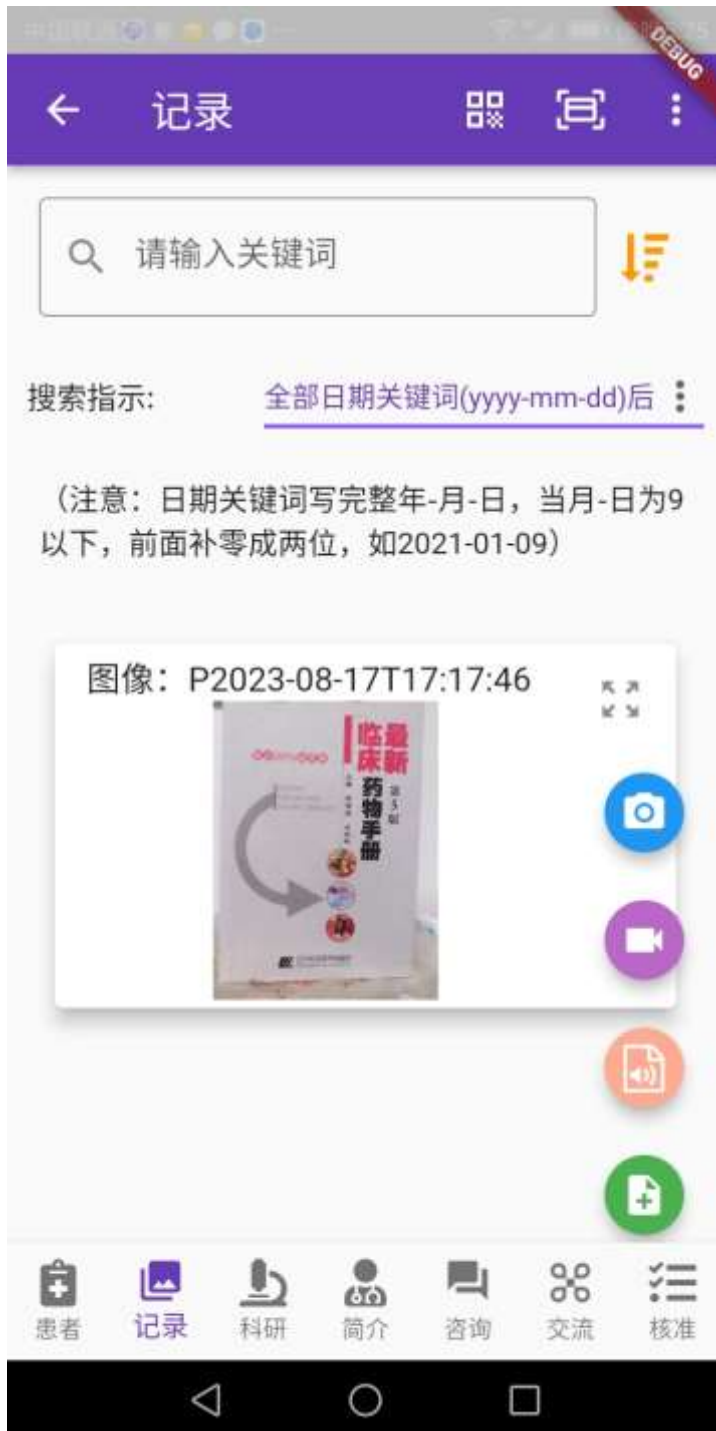 DEBUG
记录
请输入关键词
搜索指示:
全部日期关键词(yyyy-mm-dd)后
（注意：日期关键词写完整年-月-日，当月-日为9
以下，前面补零成两位，如2021-01-09）
图像：P2023-08-17T17:17:46
最新
临床
药物手册
第5版
患者
记录
科研
简介
咨询
交流
核准